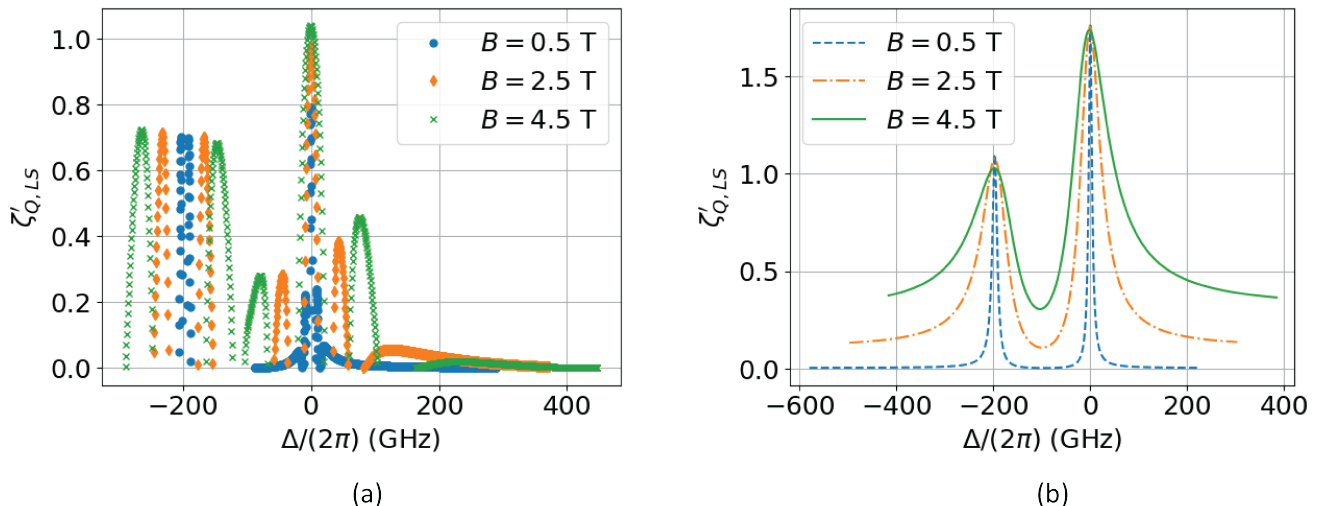 1.0
0.8
0.6
0.4
0.2
0.0
ζ′Q, LS
B = 0.5 T
B = 2.5 T
B = 4.5 T
−200 0 200 400
Δ/(2π) (GHz)
(a)
1.5
1.0
0.5
0.0
ζ′Q, LS
B = 0.5 T
B = 2.5 T
B = 4.5 T
−600 −400 −200 0 200 400
Δ/(2π) (GHz)
(b)